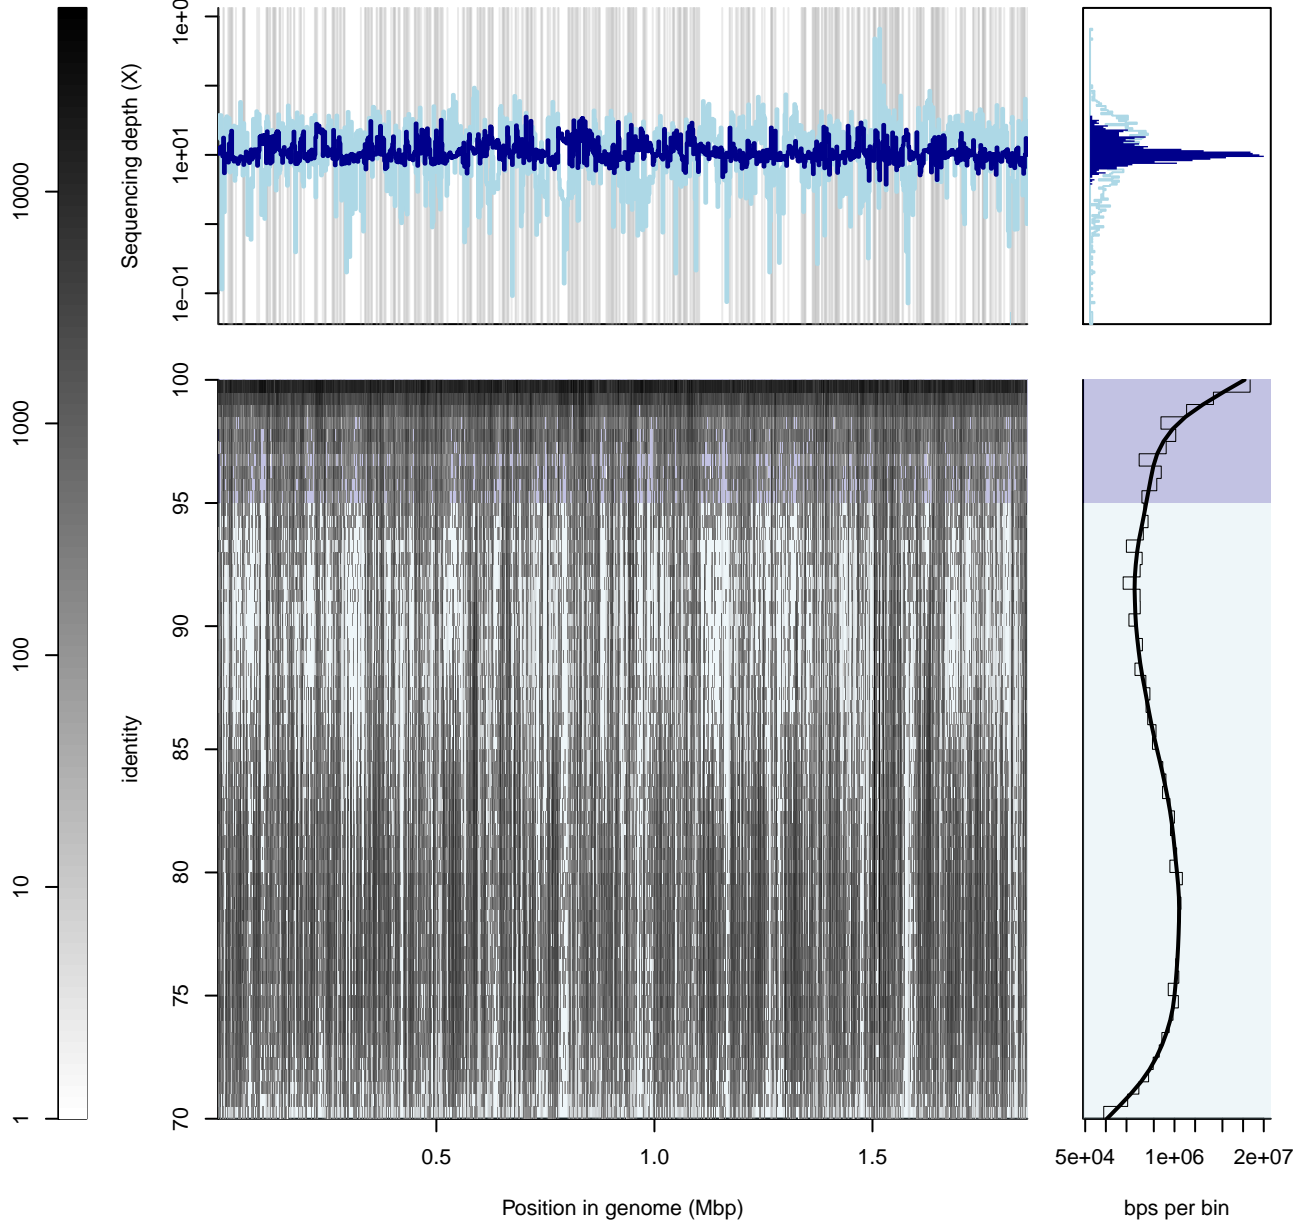 Sequencing depth (X)
1e+01
1e−01
10000
1000
100
10
1
identity
100
95
90
85
80
75
70
0.5 1.0 1.5
Position in genome (Mbp)
5e+04 1e+06 2e+07
bps per bin